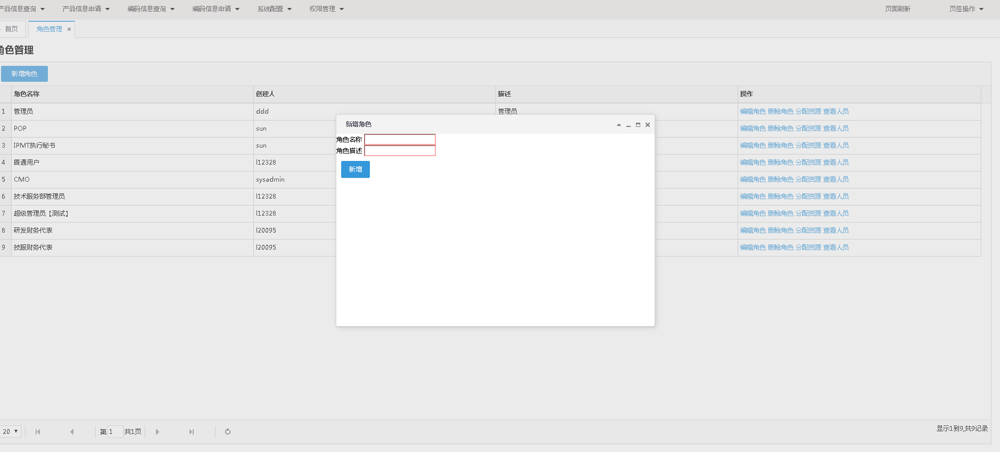 产品信息查询 产品信息申请 编码信息查询 编码信息申请 系统配置 权限管理 页面刷新 页签操作
首页 角色管理
角色管理
新增角色
角色名称 创建人 描述 操作
1 管理员 ddd 管理员 编辑角色 删除角色 分配资源 查看人员
2 POP sun 编辑角色 删除角色 分配资源 查看人员
3 IPMT执行秘书 sun 编辑角色 删除角色 分配资源 查看人员
4 普通用户 l12328 编辑角色 删除角色 分配资源 查看人员
5 CMO sysadmin 编辑角色 删除角色 分配资源 查看人员
6 技术服务部管理员 l12328 编辑角色 删除角色 分配资源 查看人员
7 超级管理员【测试】 l12328 编辑角色 删除角色 分配资源 查看人员
8 研发财务代表 l20095 编辑角色 删除角色 分配资源 查看人员
9 技服财务代表 l20095 编辑角色 删除角色 分配资源 查看人员
新增角色
角色名称
角色描述
新增
20 第 1 共1页 显示1到9,共9记录